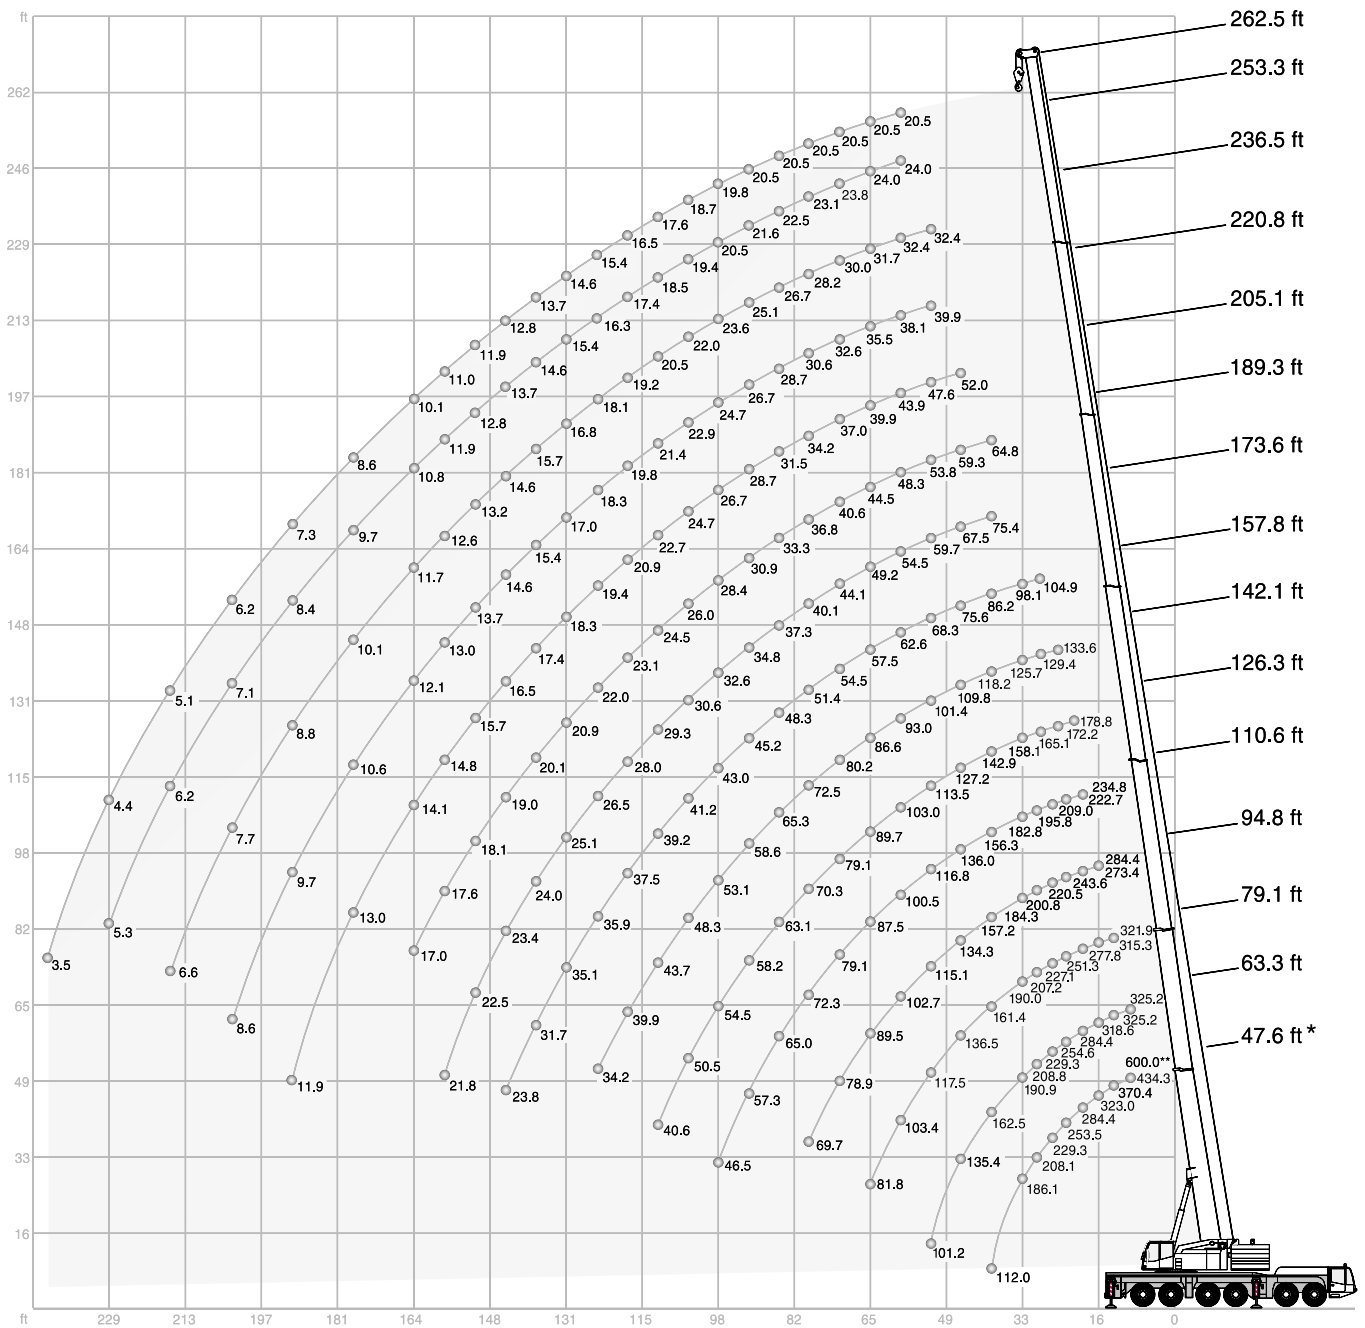 ft
262
246
229
213
197
181
164
148
131
115
98
82
65
49
33
16
262.5 ft
253.3 ft
236.5 ft
220.8 ft
205.1 ft
189.3 ft
173.6 ft
157.8 ft
142.1 ft
126.3 ft
110.6 ft
94.8 ft
79.1 ft
63.3 ft
47.6 ft *
3.5 4.4 5.1 6.2 7.3 8.6 10.1 11.0 11.9 12.8 13.7 14.6 15.4 16.5 17.6 18.7 19.8 20.5 20.5 20.5 20.5 20.5 20.5
5.3 6.2 7.1 8.4 9.7 10.8 11.9 12.8 13.7 14.6 15.4 16.3 17.4 18.5 19.4 20.5 21.6 22.5 23.1 23.8 24.0 24.0
6.6 7.7 8.8 10.1 11.7 12.6 13.2 14.6 15.7 16.8 18.1 19.2 20.5 22.0 23.6 25.1 26.7 28.2 30.0 31.7 32.4 32.4
8.6 9.7 10.6 12.1 13.0 13.7 14.6 15.4 17.0 18.3 19.8 21.4 22.9 24.7 26.7 28.7 30.6 32.6 35.5 38.1 39.9
11.9 13.0 14.1 14.8 15.7 16.5 17.4 18.3 19.4 20.9 22.7 24.7 26.7 28.7 31.5 34.2 37.0 39.9 43.9 47.6 52.0
17.0 17.6 18.1 19.0 20.1 20.9 22.0 23.1 24.5 26.0 28.4 30.9 33.3 36.8 40.6 44.5 48.3 53.8 59.3 64.8
21.8 22.5 23.4 24.0 25.1 26.5 28.0 29.3 30.6 32.6 34.8 37.3 40.1 44.1 49.2 54.5 59.7 67.5 75.4
23.8 31.7 35.1 35.9 37.5 39.2 41.2 43.0 45.2 48.3 51.4 54.5 57.5 62.6 68.3 75.6 86.2 98.1 104.9
34.2 39.9 43.7 48.3 53.1 58.6 65.3 72.5 80.2 86.6 93.0 101.4 109.8 118.2 125.7 129.4 133.6
40.6 50.5 54.5 58.2 63.1 70.3 79.1 89.7 103.0 113.5 127.2 142.9 158.1 165.1 172.2 178.8
46.5 57.3 65.0 72.3 79.1 87.5 100.5 116.8 136.0 156.3 182.8 195.8 209.0 222.7 234.8
69.7 78.9 89.5 102.7 115.1 134.3 157.2 184.3 200.8 220.5 243.6 273.4 284.4
81.8 103.4 117.5 136.5 161.4 190.0 207.2 227.1 251.3 277.8 315.3 321.9
101.2 135.4 162.5 190.9 208.8 229.3 254.6 284.4 318.6 325.2 325.2
112.0 186.1 208.1 229.3 253.5 284.4 323.0 370.4 434.3
600.0**
ft 229 213 197 181 164 148 131 115 98 82 65 49 33 16 0